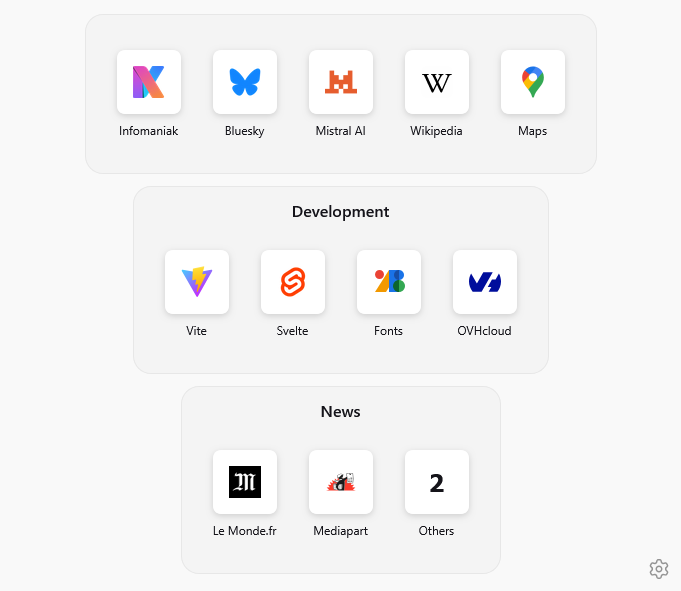 W
Infomaniak Bluesky Mistral AI Wikipedia Maps
Development
Vite Svelte Fonts OVHcloud
News
M 2
Le Monde.fr Mediapart Others